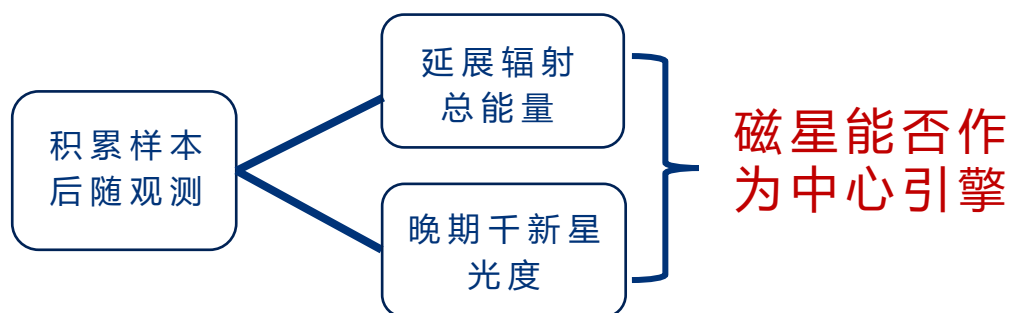 积累样本
后随观测
延展辐射
总能量
晚期千新星
光度
磁星能否作
为中心引擎